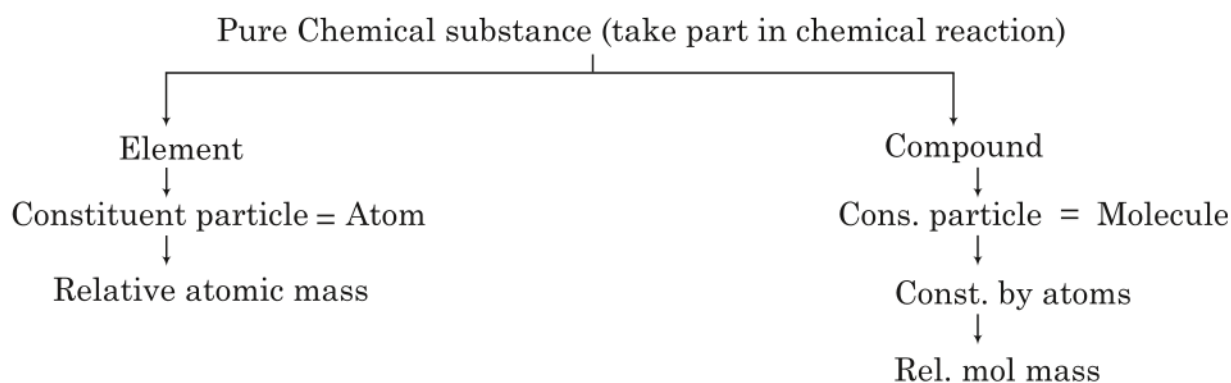 Pure Chemical substance (take part in chemical reaction)
Element
Compound
Constituent particle = Atom
Cons. particle = Molecule
Relative atomic mass
Const. by atoms
Rel. mol mass